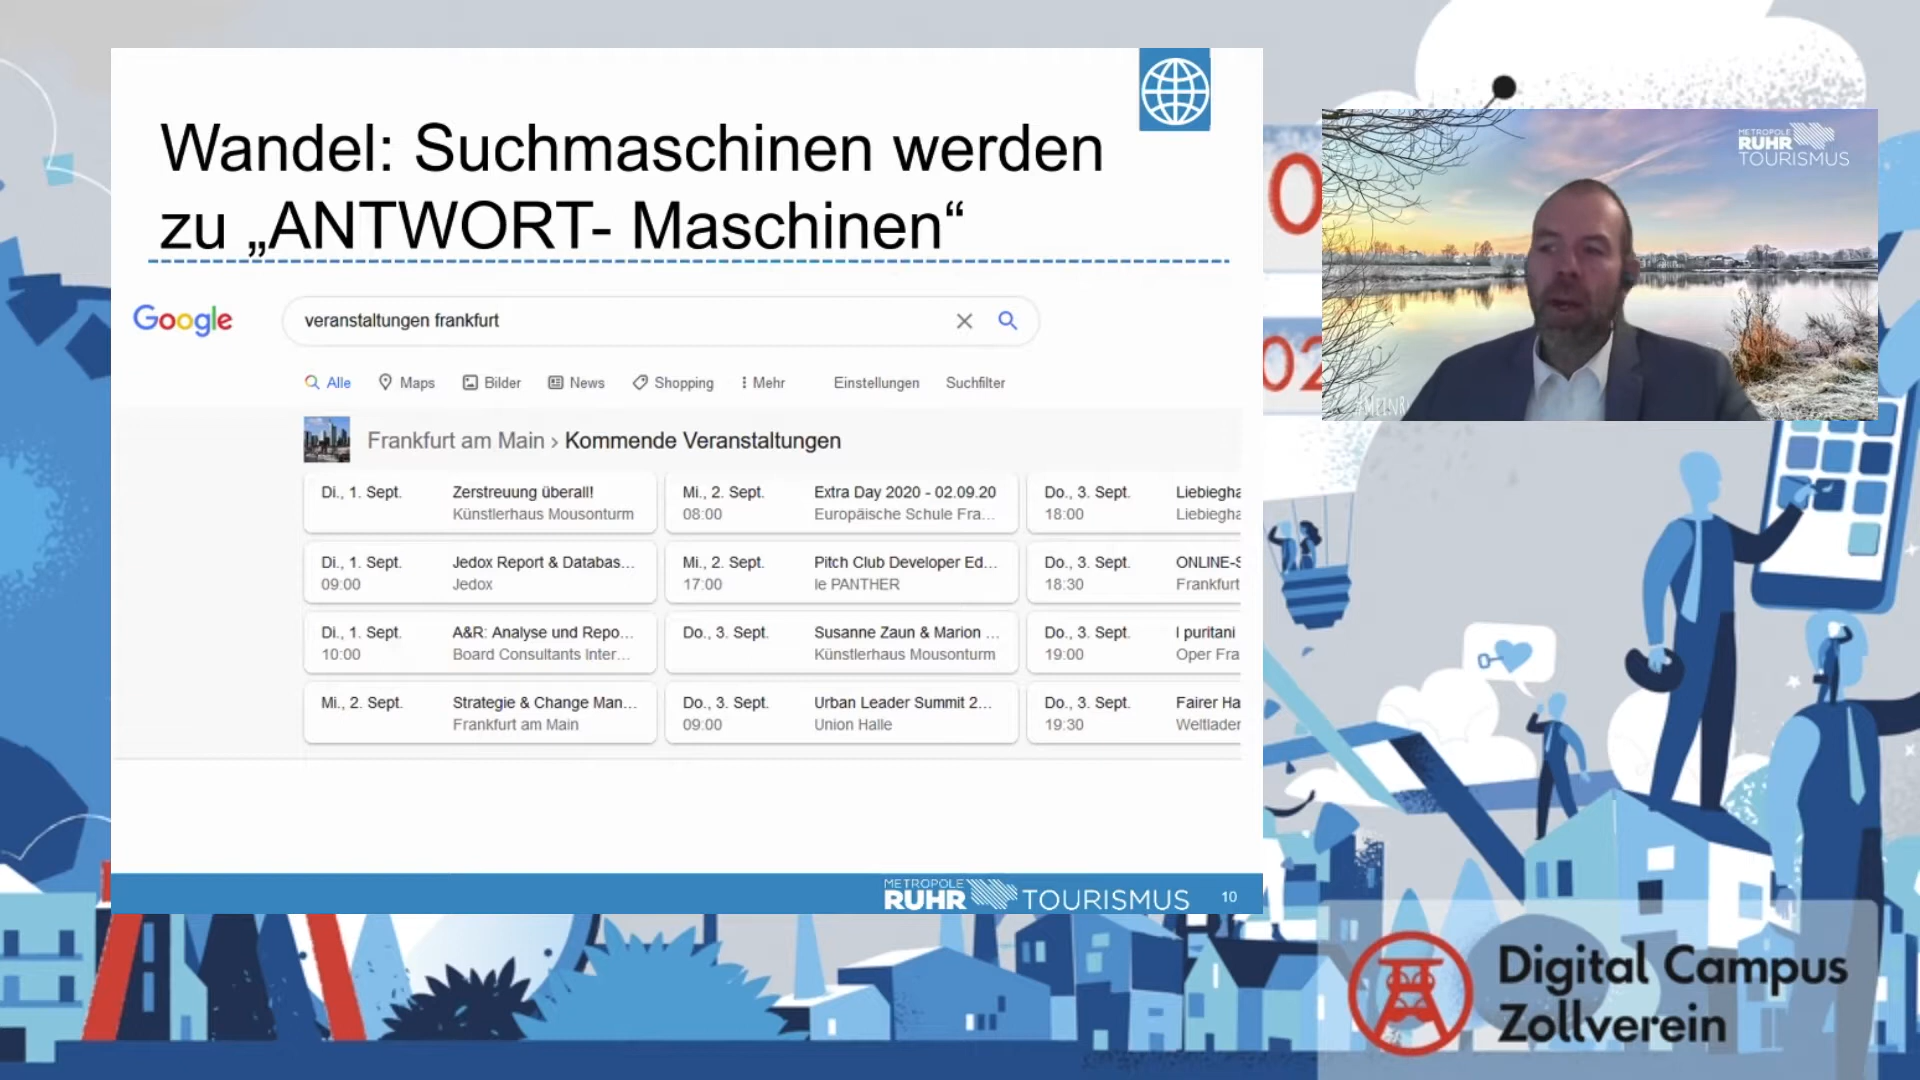 Wandel: Suchmaschinen werden
zu „ANTWORT- Maschinen“
Google
veranstaltungen frankfurt
Alle
Maps
Bilder
News
Shopping
Mehr
Einstellungen
Suchfilter
Frankfurt am Main › Kommende Veranstaltungen
Di., 1. Sept.
Zerstreuung überall!
Künstlerhaus Mousonturm
Mi., 2. Sept.
Extra Day 2020 - 02.09.20
08:00
Europäische Schule Fra...
Do., 3. Sept.
Liebiegha
18:00
Liebiegha
Di., 1. Sept.
Jedox Report & Databas...
09:00
Jedox
Mi., 2. Sept.
Pitch Club Developer Ed...
17:00
le PANTHER
Do., 3. Sept.
ONLINE-S
18:30
Frankfurt
Di., 1. Sept.
A&R: Analyse und Repo...
10:00
Board Consultants Inter...
Do., 3. Sept.
Susanne Zaun & Marion ...
Künstlerhaus Mousonturm
Do., 3. Sept.
I puritani
19:00
Oper Fra
Mi., 2. Sept.
Strategie & Change Man...
Frankfurt am Main
Do., 3. Sept.
Urban Leader Summit 2...
09:00
Union Halle
Do., 3. Sept.
Fairer Ha
19:30
Weltladen
METROPOLE
RUHR TOURISMUS
10
METROPOLE
RUHR
TOURISMUS
Digital Campus
Zollverein